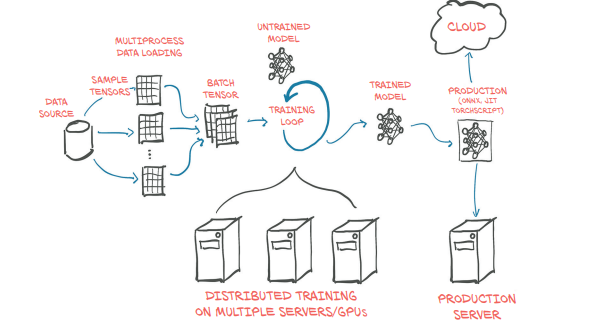 CLOUD
UNTRAINED
MODEL
MULTIPROCESS
DATA LOADING
SAMPLE
TENSORS
BATCH
TENSOR
TRAINED
MODEL
PRODUCTION
(ONNX, JIT
TORCHSCRIPT)
DATA
SOURCE
TRAINING
LOOP
...
DISTRIBUTED TRAINING
ON MULTIPLE SERVERS/GPUs
PRODUCTION
SERVER